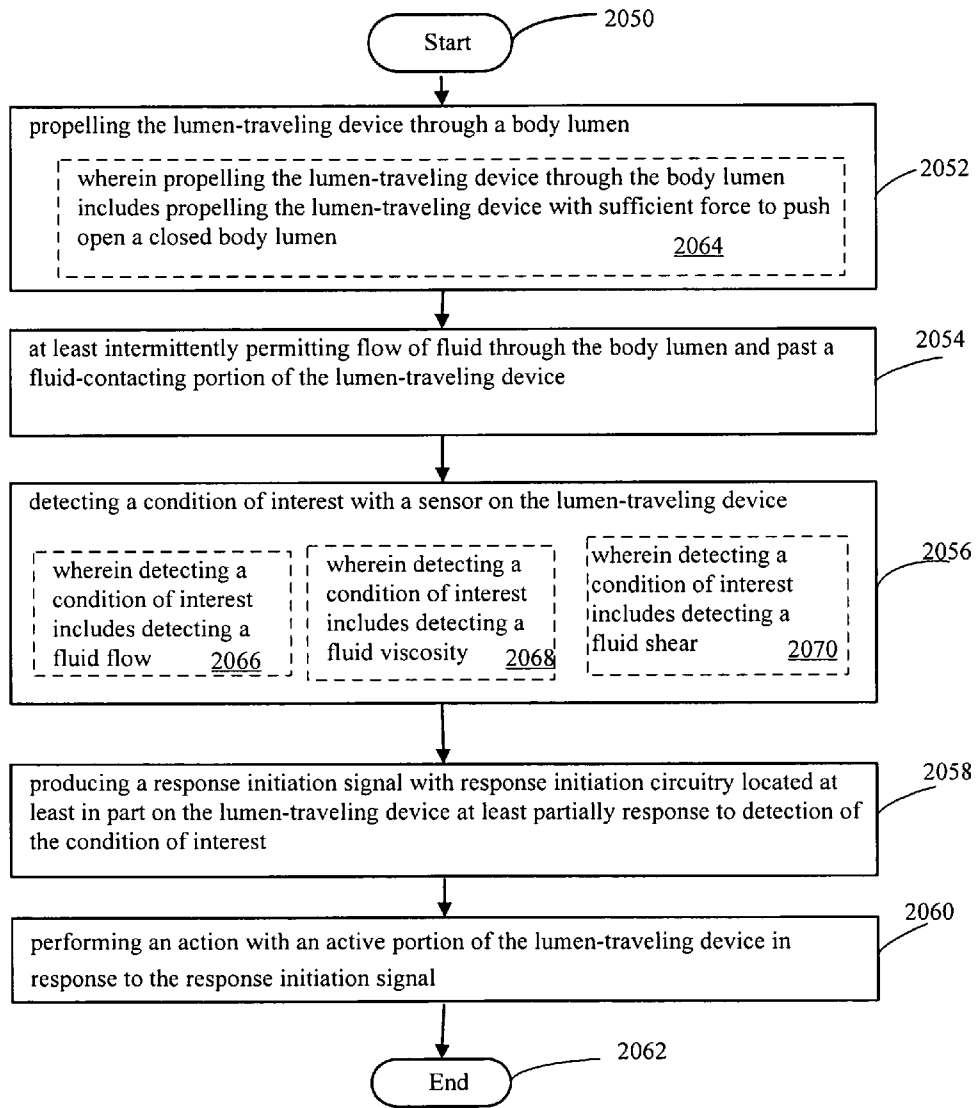 Start
2050
propelling the lumen-traveling device through a body lumen
2052
wherein propelling the lumen-traveling device through the body lumen
includes propelling the lumen-traveling device with sufficient force to push
open a closed body lumen
2064
at least intermittently permitting flow of fluid through the body lumen and past a
fluid-contacting portion of the lumen-traveling device
2054
detecting a condition of interest with a sensor on the lumen-traveling device
2056
wherein detecting a
condition of interest
includes detecting a
fluid flow 2066
wherein detecting a
condition of interest
includes detecting a
fluid viscosity 2068
wherein detecting a
condition of interest
includes detecting a
fluid shear 2070
producing a response initiation signal with response initiation circuitry located at
least in part on the lumen-traveling device at least partially response to detection of
the condition of interest
2058
performing an action with an active portion of the lumen-traveling device in
response to the response initiation signal
2060
End
2062